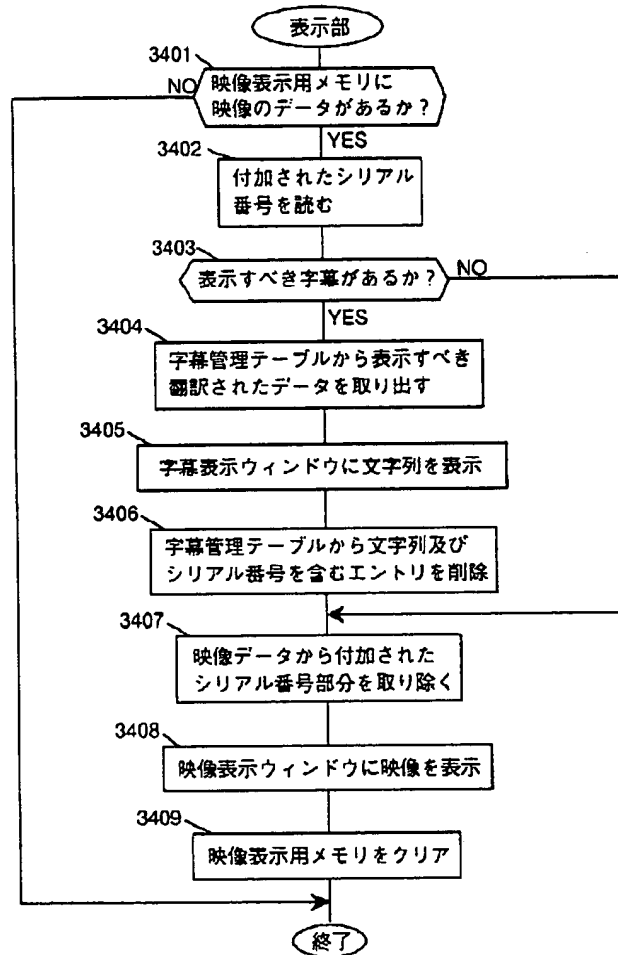 表示部
3401
映像表示用メモリに
映像のデータがあるか？
NO
YES
3402
付加されたシリアル
番号を読む
3403
表示すべき字幕があるか？
NO
YES
3404
字幕管理テーブルから表示すべき
翻訳されたデータを取り出す
3405
字幕表示ウィンドウに文字列を表示
3406
字幕管理テーブルから文字列及び
シリアル番号を含むエントリを削除
3407
映像データから付加された
シリアル番号部分を取り除く
3408
映像表示ウィンドウに映像を表示
3409
映像表示用メモリをクリア
終了